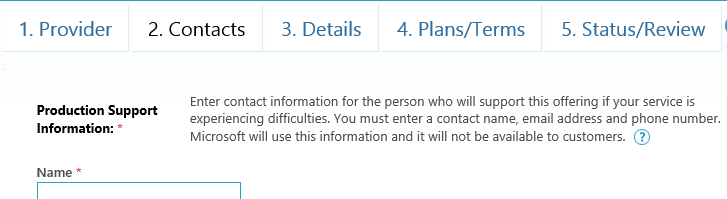 1. Provider 2. Contacts 3. Details 4. Plans/Terms 5. Status/Review
Production Support Information: *
Enter contact information for the person who will support this offering if your service is
experiencing difficulties. You must enter a contact name, email address and phone number.
Microsoft will use this information and it will not be available to customers. ?
Name *